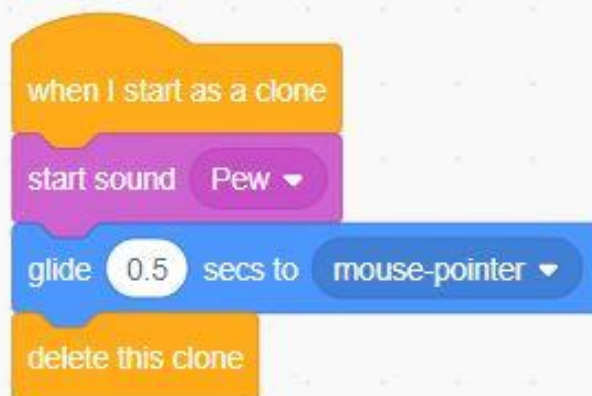 when I start as a clone
start sound Pew
glide 0.5 secs to mouse-pointer
delete this clone